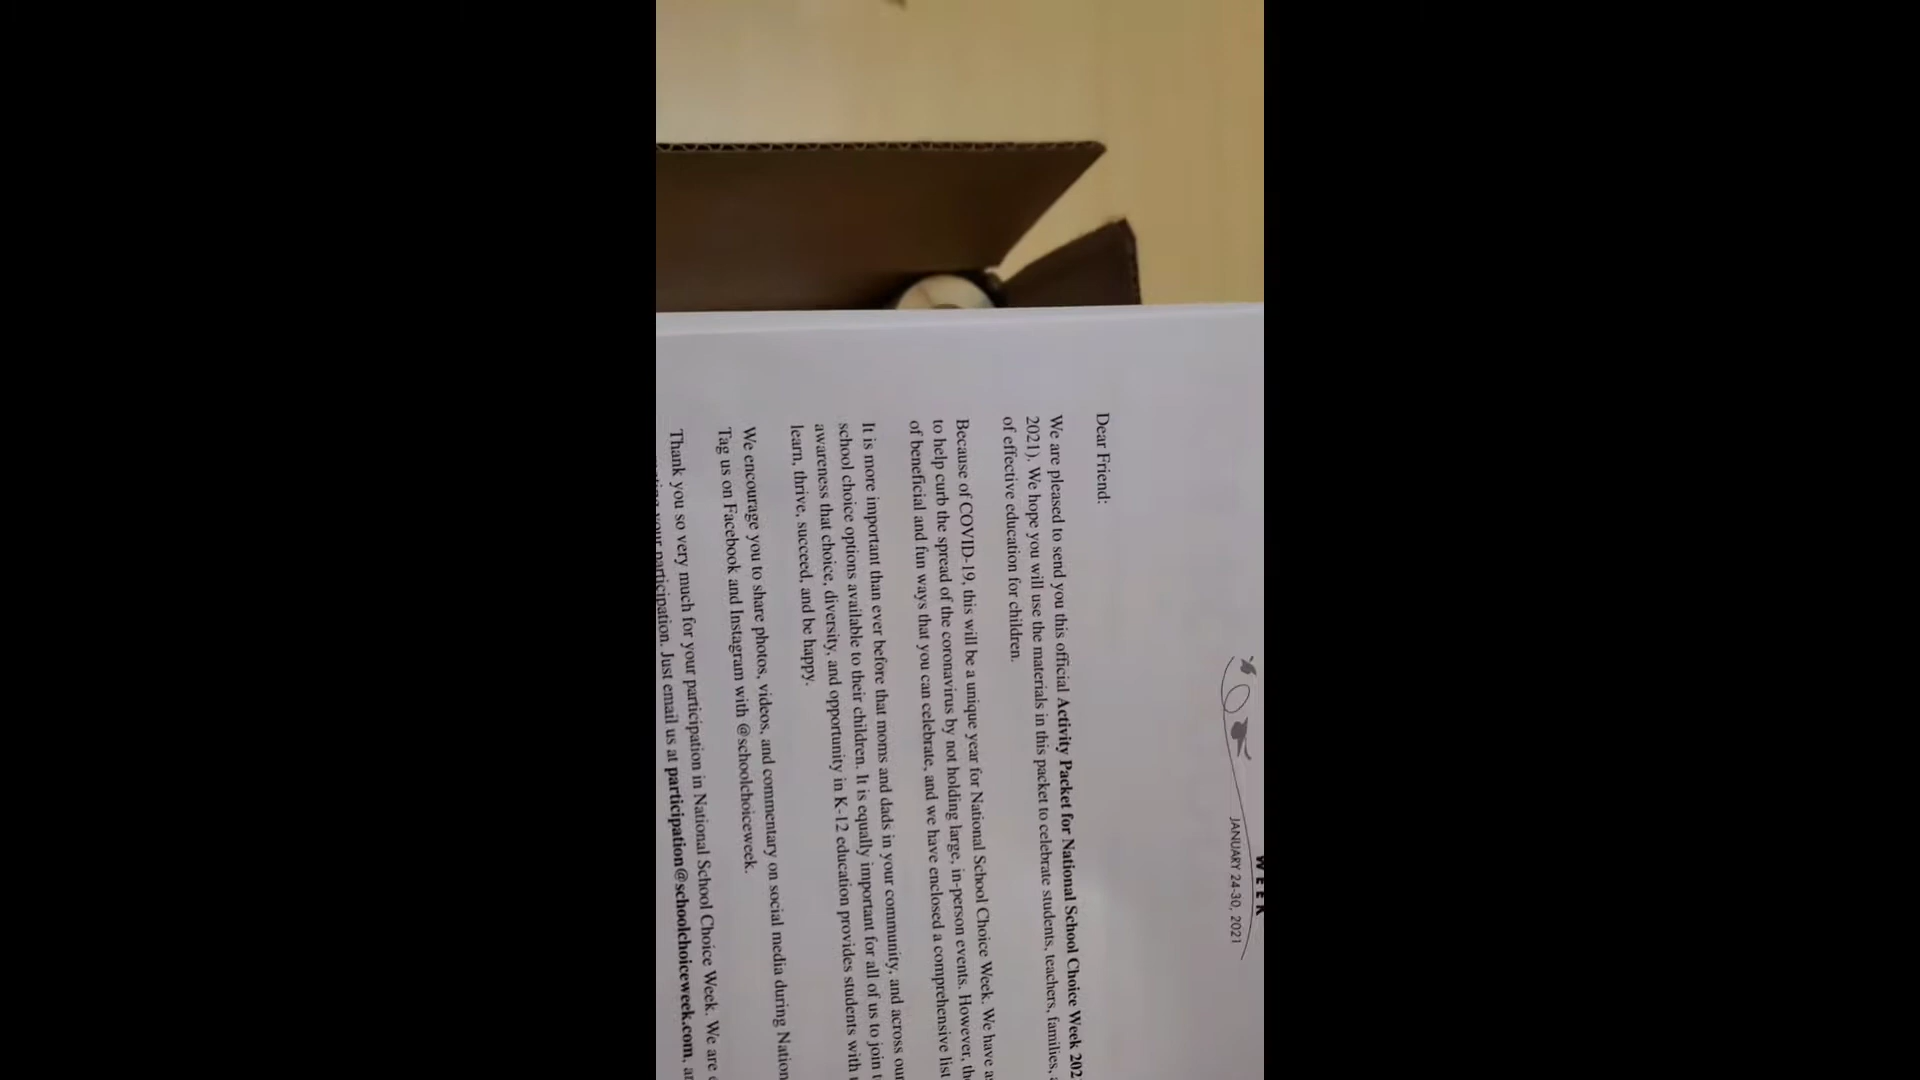 WEEK
JANUARY 24-30, 2021
Dear Friend:
We are pleased to send you this official Activity Packet for National School Choice Week 202
2021). We hope you will use the materials in this packet to celebrate students, teachers, families,
of effective education for children.
Because of COVID-19, this will be a unique year for National School Choice Week. We have
to help curb the spread of the coronavirus by not holding large, in-person events. However,
of beneficial and fun ways that you can celebrate, and we have enclosed a comprehensive list
It is more important than ever before that moms and dads in your community, and across our
school choice options available to their children. It is equally important for all of us to join
awareness that choice, diversity, and opportunity in K-12 education provides students with
learn, thrive, succeed, and be happy.
We encourage you to share photos, videos, and commentary on social media during Nation
Tag us on Facebook and Instagram with @schoolchoiceweek.
Thank you so very much for your participation in National School Choice Week. We are
your participation. Just email us at participation@schoolchoiceweek.com,